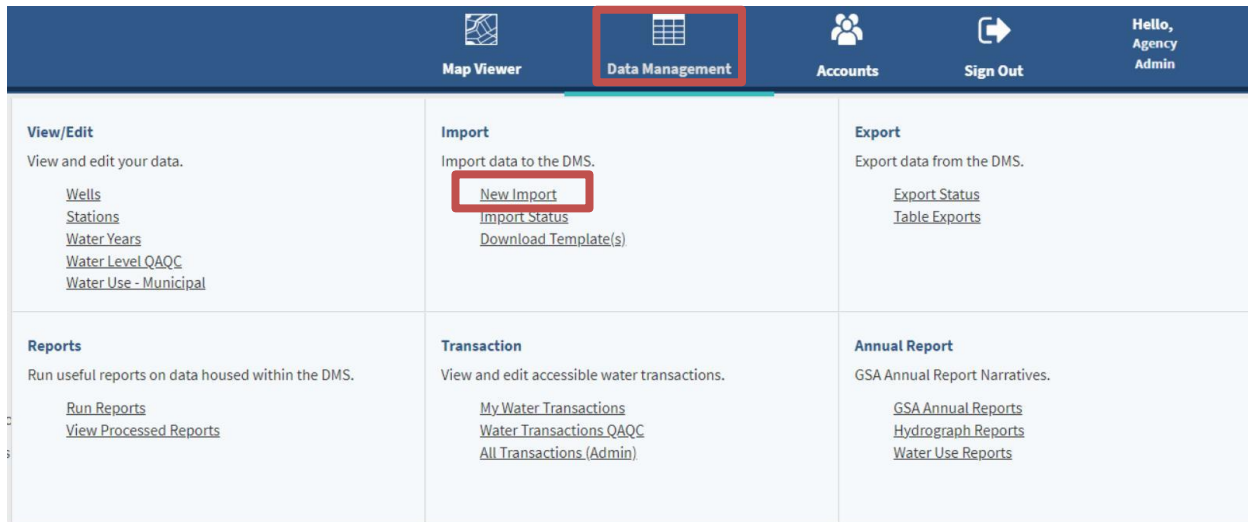 Map Viewer
Data Management
Accounts
Sign Out
Hello,
Agency
Admin
View/Edit
View and edit your data.
Wells
Stations
Water Years
Water Level QAQC
Water Use - Municipal
Import
Import data to the DMS.
New Import
Import Status
Download Template(s)
Export
Export data from the DMS.
Export Status
Table Exports
Reports
Run useful reports on data housed within the DMS.
Run Reports
View Processed Reports
Transaction
View and edit accessible water transactions.
My Water Transactions
Water Transactions QAQC
All Transactions (Admin)
Annual Report
GSA Annual Report Narratives.
GSA Annual Reports
Hydrograph Reports
Water Use Reports